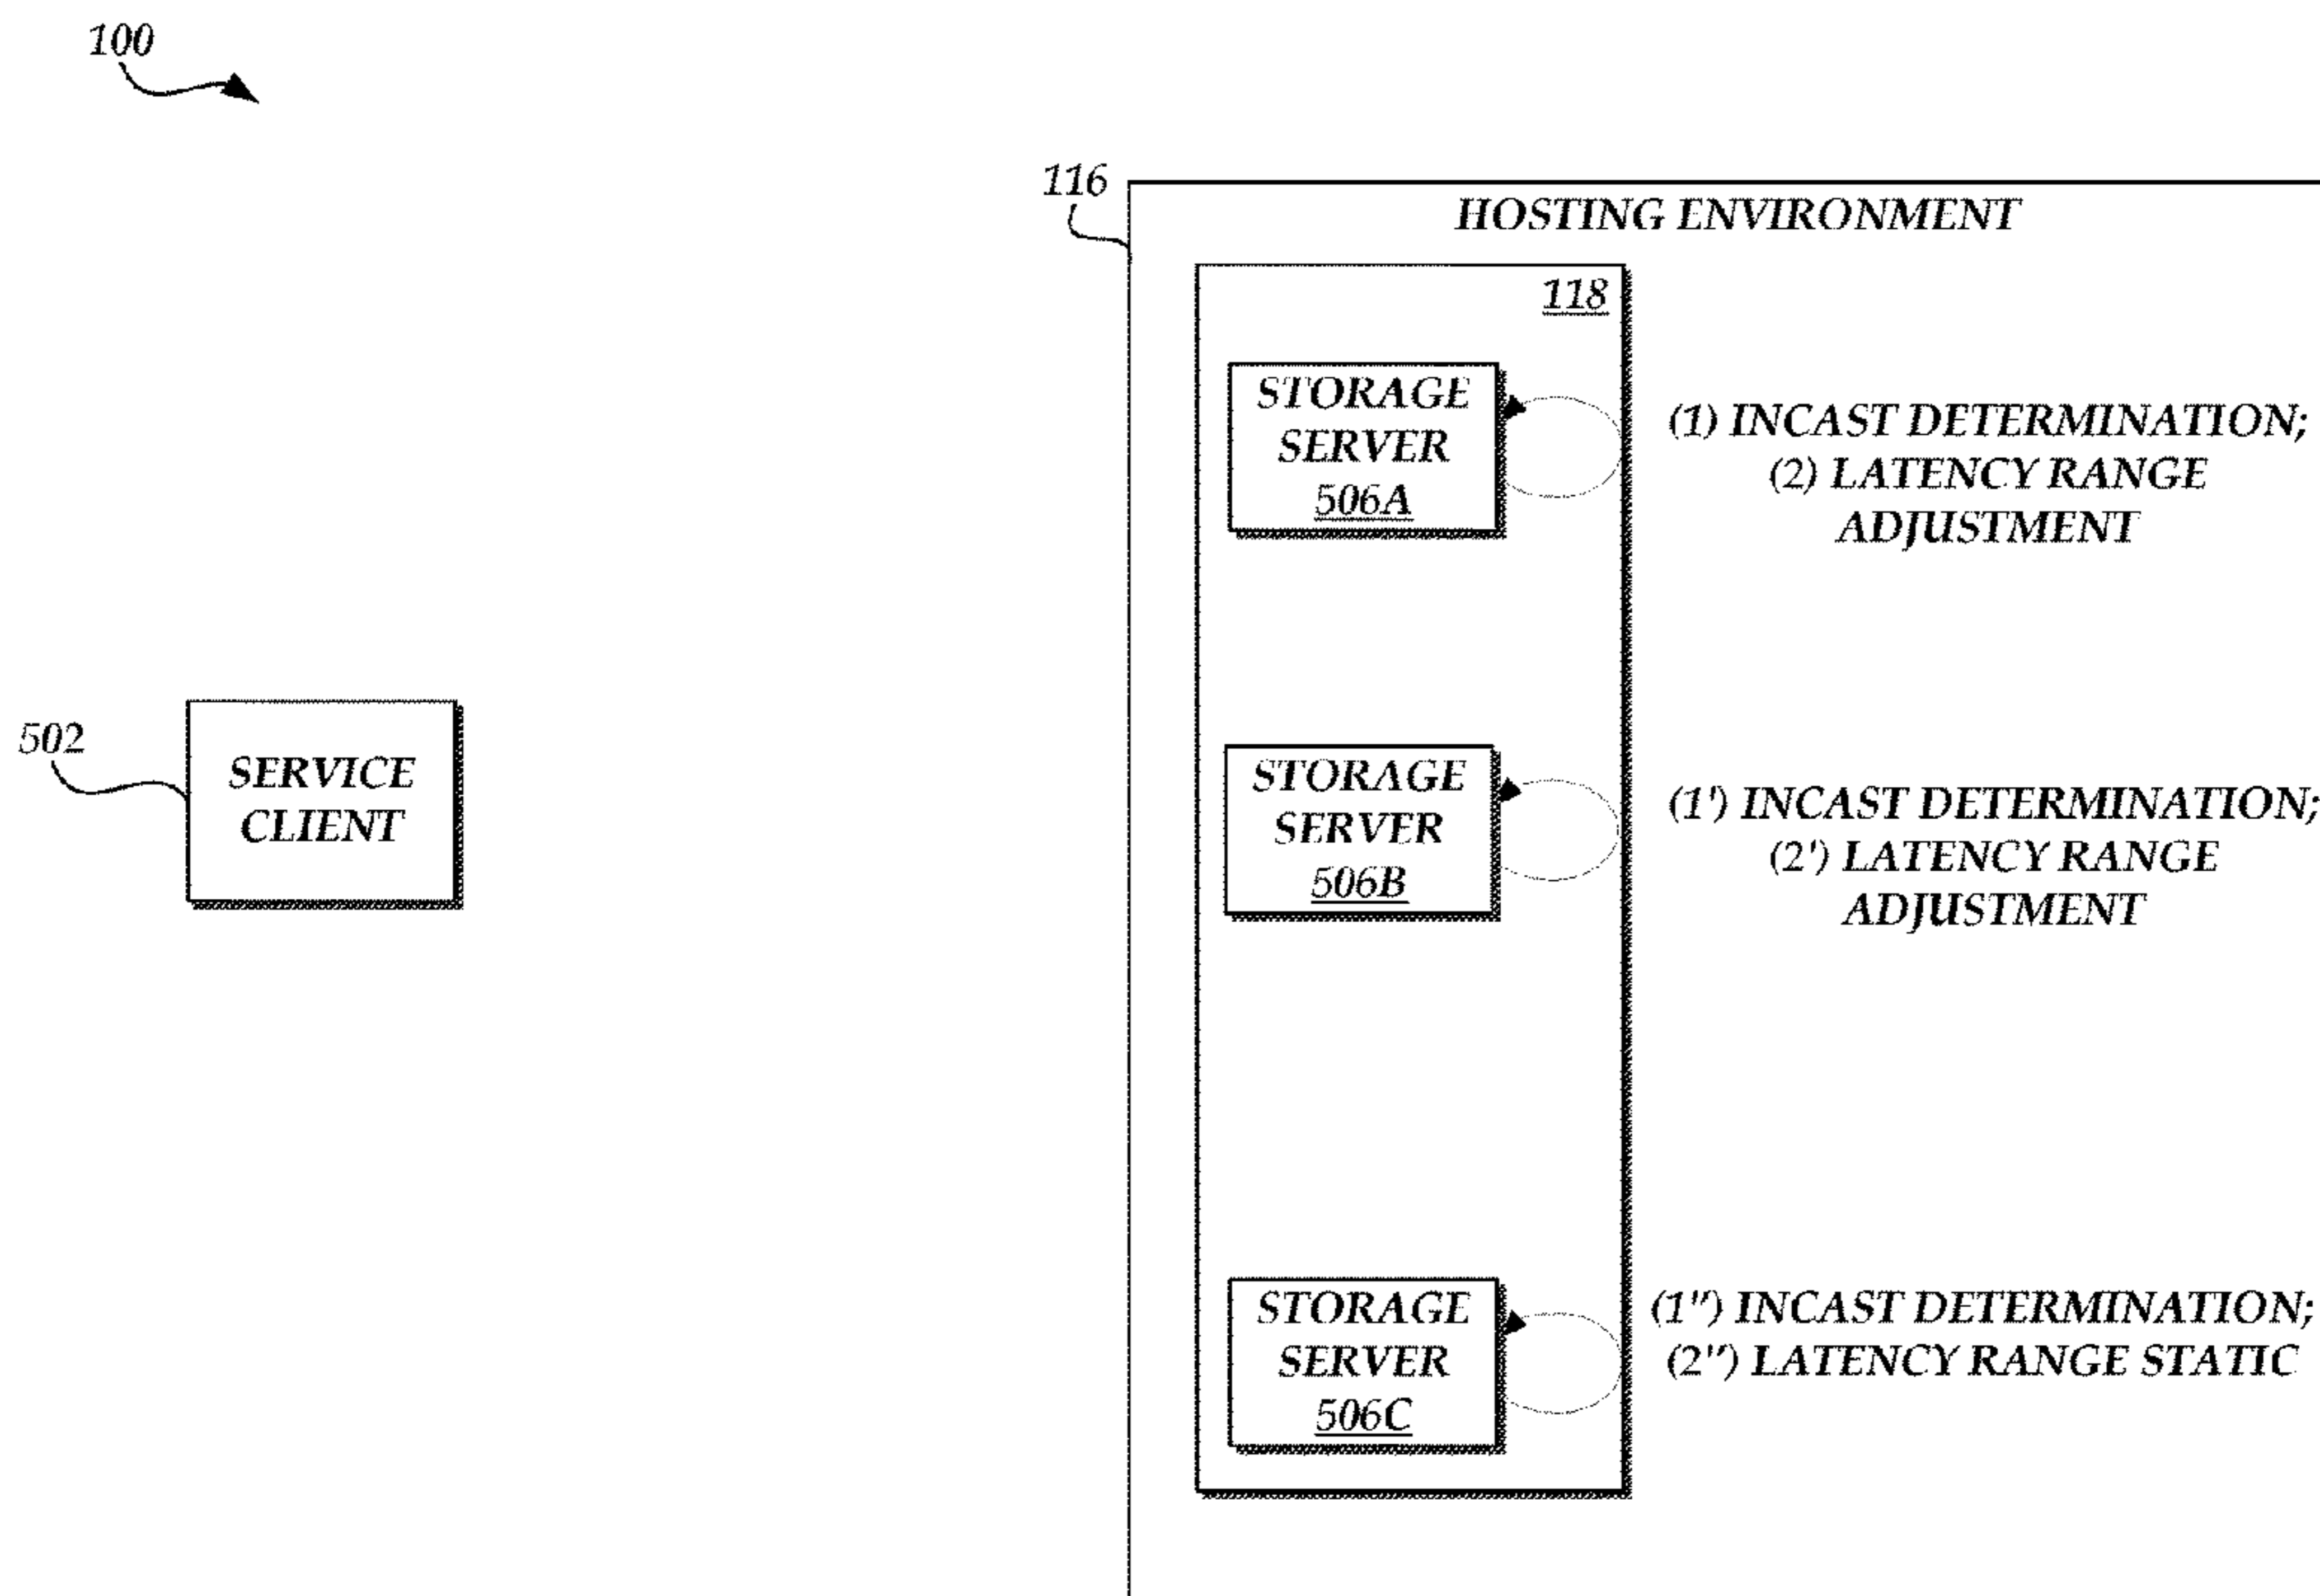 100
116
HOSTING ENVIRONMENT
118
STORAGE
SERVER
506A
(1) INCAST DETERMINATION;
(2) LATENCY RANGE
ADJUSTMENT
502
SERVICE
CLIENT
STORAGE
SERVER
506B
(1') INCAST DETERMINATION;
(2') LATENCY RANGE
ADJUSTMENT
STORAGE
SERVER
506C
(1") INCAST DETERMINATION;
(2") LATENCY RANGE STATIC